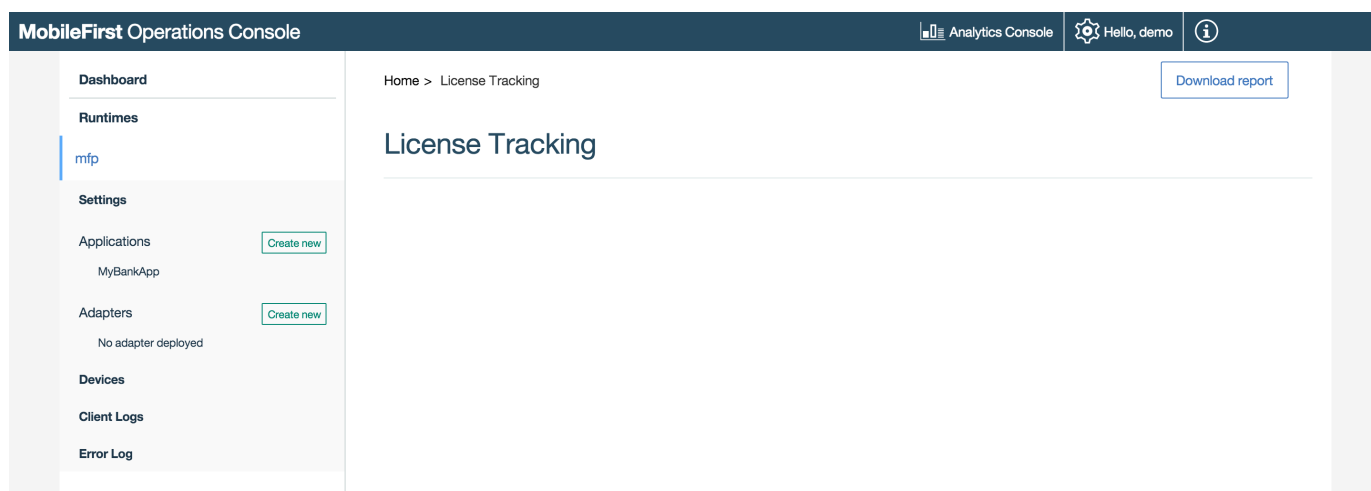 MobileFirst Operations Console
Analytics Console
Hello, demo
Dashboard
Runtimes
mfp
Settings
Applications Create new
MyBankApp
Adapters Create new
No adapter deployed
Devices
Client Logs
Error Log
Home > License Tracking
Download report
License Tracking